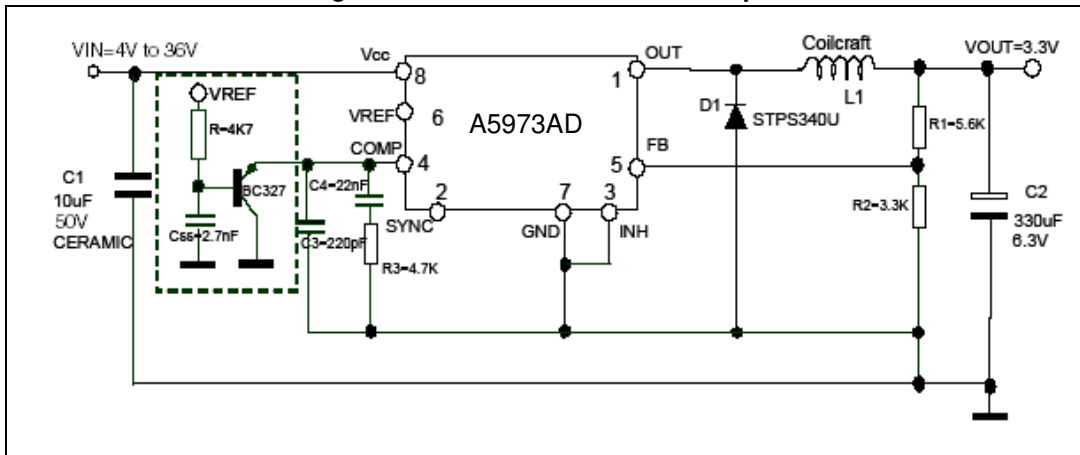 VIN=4V to 36V
VREF
R=4K7
BC327
Css=2.7nF
C1
10uF
50V
CERAMIC
Vcc
8
VREF
6
COMP
4
A5973AD
OUT
1
FB
5
2
SYNC
7
GND
3
INH
C4=22nF
C3=220pF
R3=4.7K
D1
STPS340U
Coilcraft
L1
VOUT=3.3V
R1=5.6K
R2=3.3K
C2
330uF
6.3V